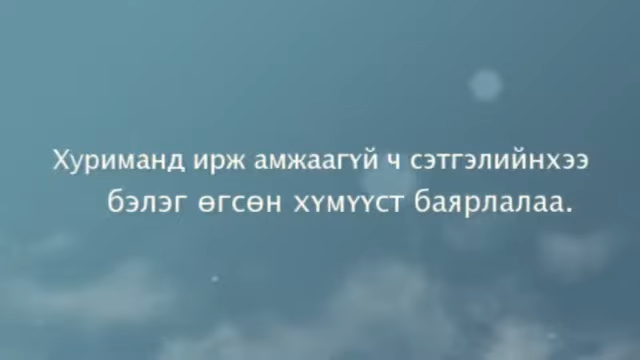 Хуриманд ирж амжаагүй ч сэтгэлийнхээ
бэлэг өгсөн хүмүүст баярлалаа.